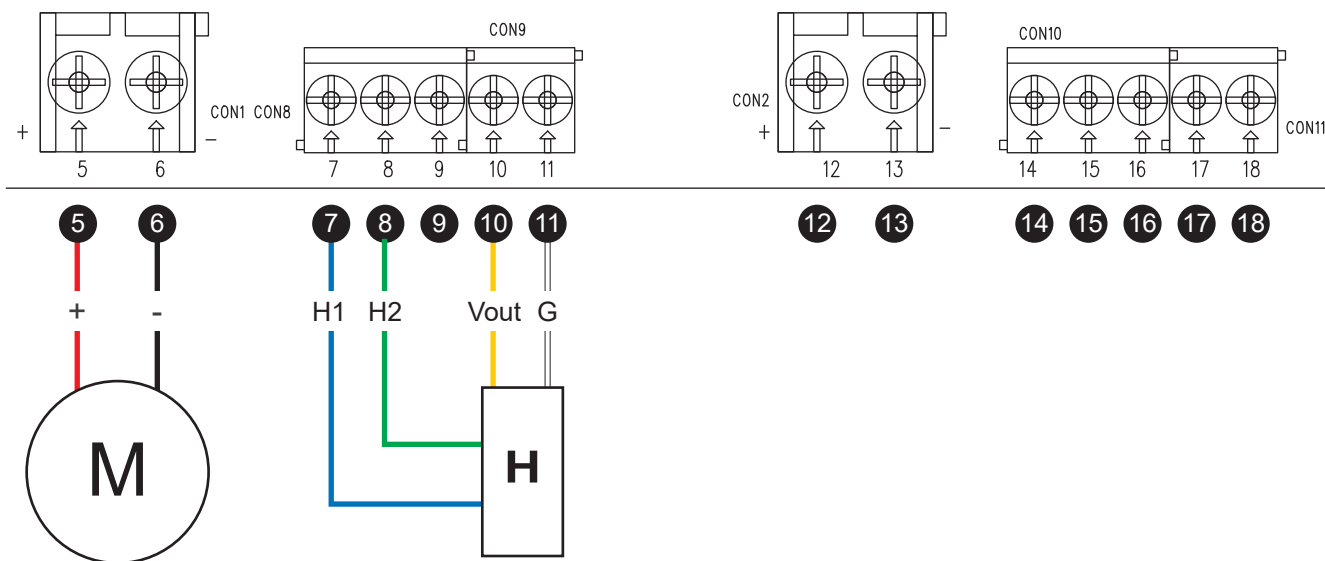 CON9 CON10
CON1 CON8 CON2 CON11
+ - + -
5 6 7 8 9 10 11 12 13 14 15 16 17 18
5 6 7 8 9 10 11 12 13 14 15 16 17 18
+ - H1 H2 Vout G
M H